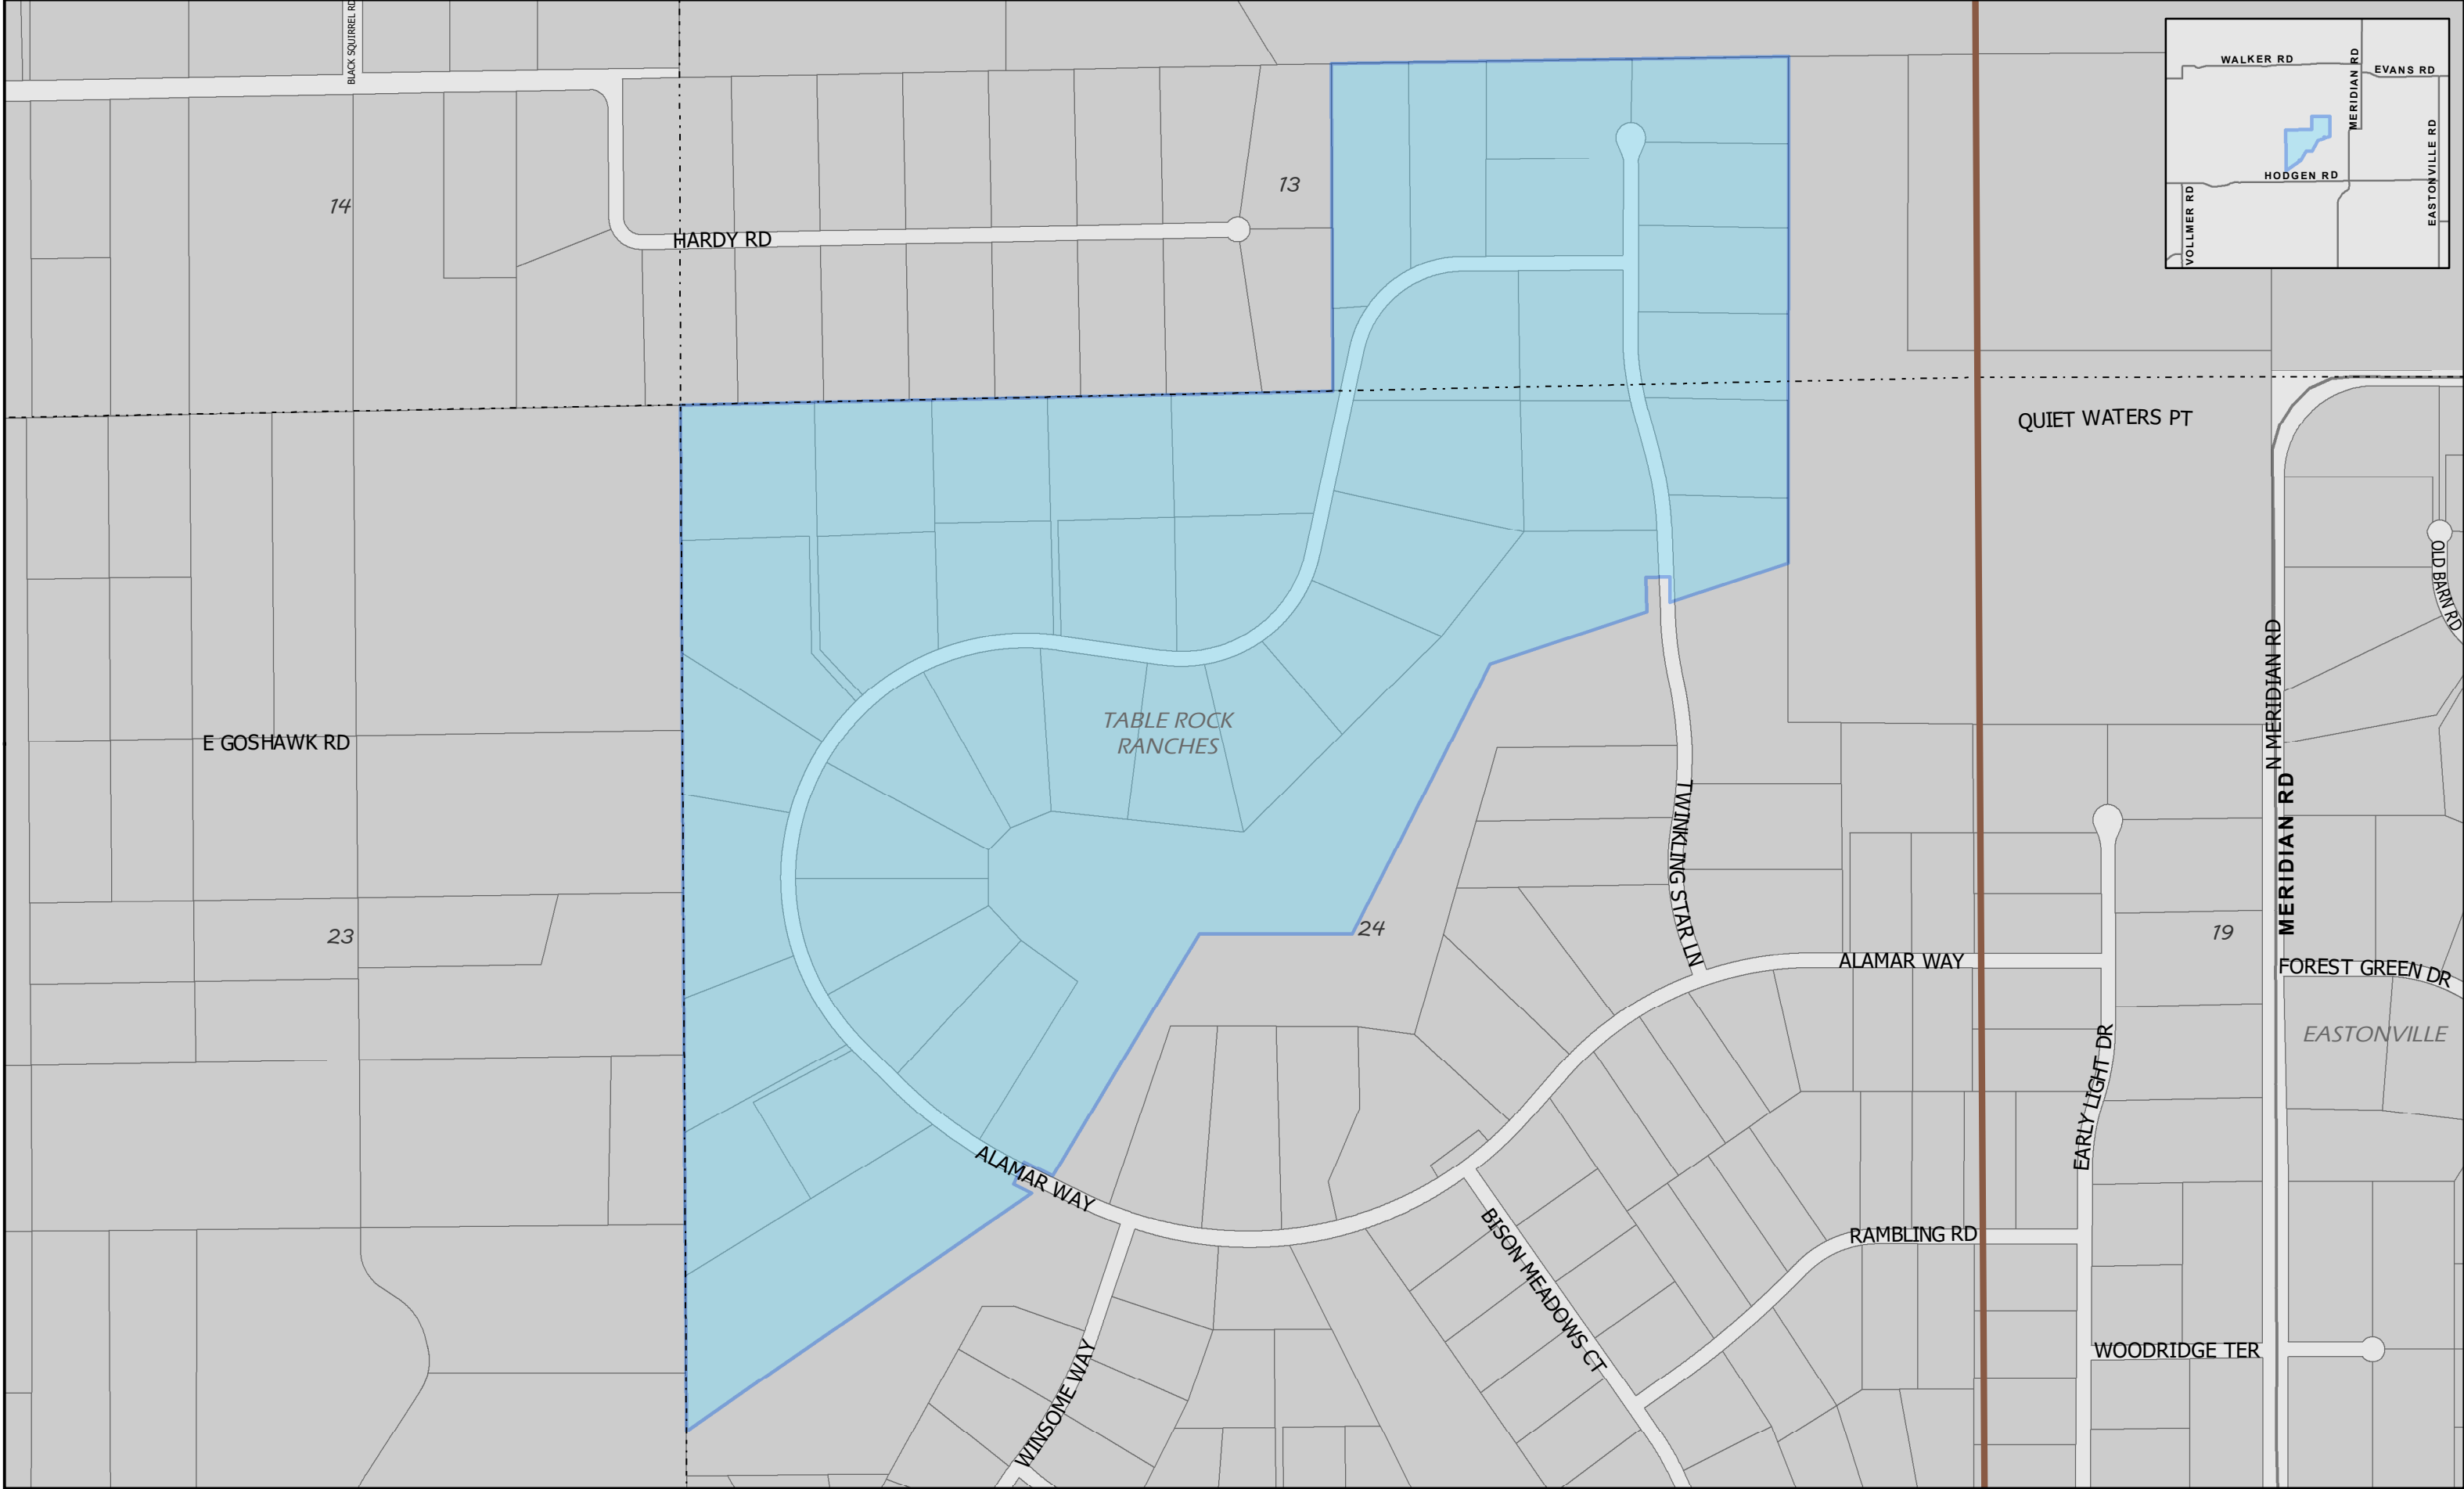 BLACK SQUIRREL RD
WALKER RD
MERIDIAN RD
EVANS RD
EASTONVILLE RD
HODGEN RD
VOLLMER RD
14
13
HARDY RD
QUIET WATERS PT
OLD BARN RD
N MERIDIAN RD
MERIDIAN RD
TABLE ROCK
RANCHES
E GOSHAWK RD
TWINKLING STAR LN
23
24
19
ALAMAR WAY
FOREST GREEN DR
EASTONVILLE
EARLY LIGHT DR
ALAMAR WAY
BISON MEADOWS CT
RAMBLING RD
WINSOME WAY
WOODRIDGE TER